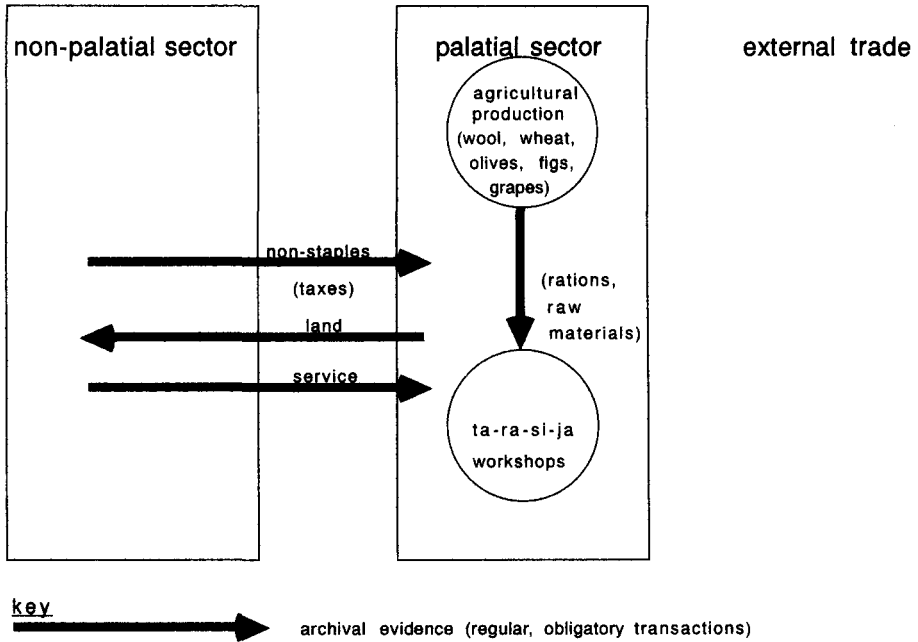 non-palatial sector
palatial sector
external trade
agricultural
production
(wool, wheat,
olives, figs,
grapes)
non-staples
(taxes)
land
service
(rations,
raw
materials)
ta-ra-si-ja
workshops
key
archival evidence (regular, obligatory transactions)